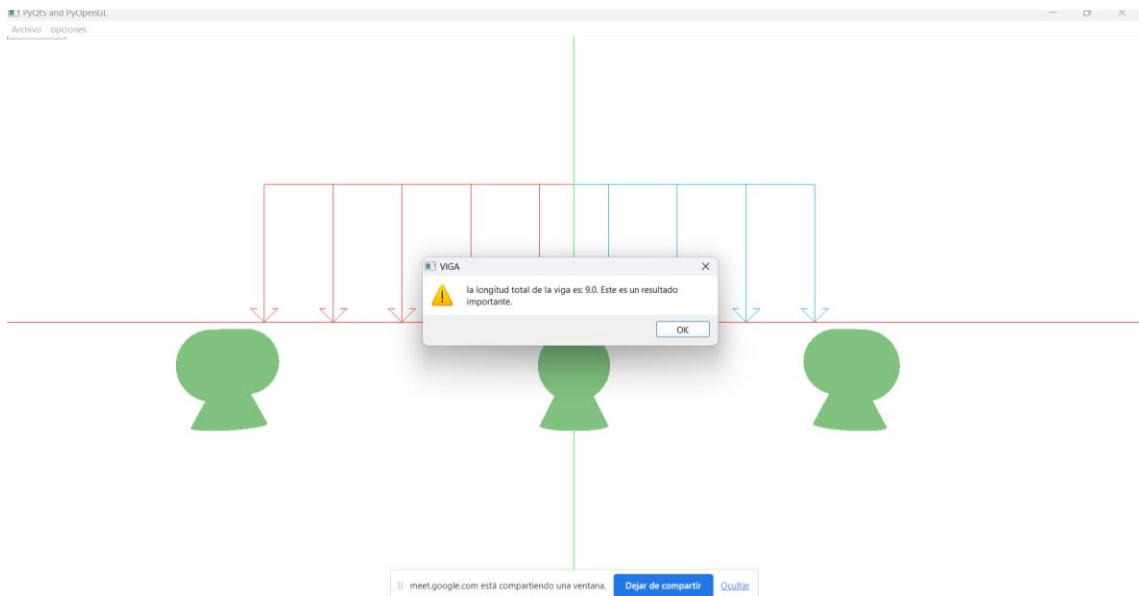 PyQt5 and PyOpenGL
Archivo opciones
VIGA
la longitud total de la viga es: 9.0. Este es un resultado
importante.
OK
meet.google.com está compartiendo una ventana. Dejar de compartir Ocultar